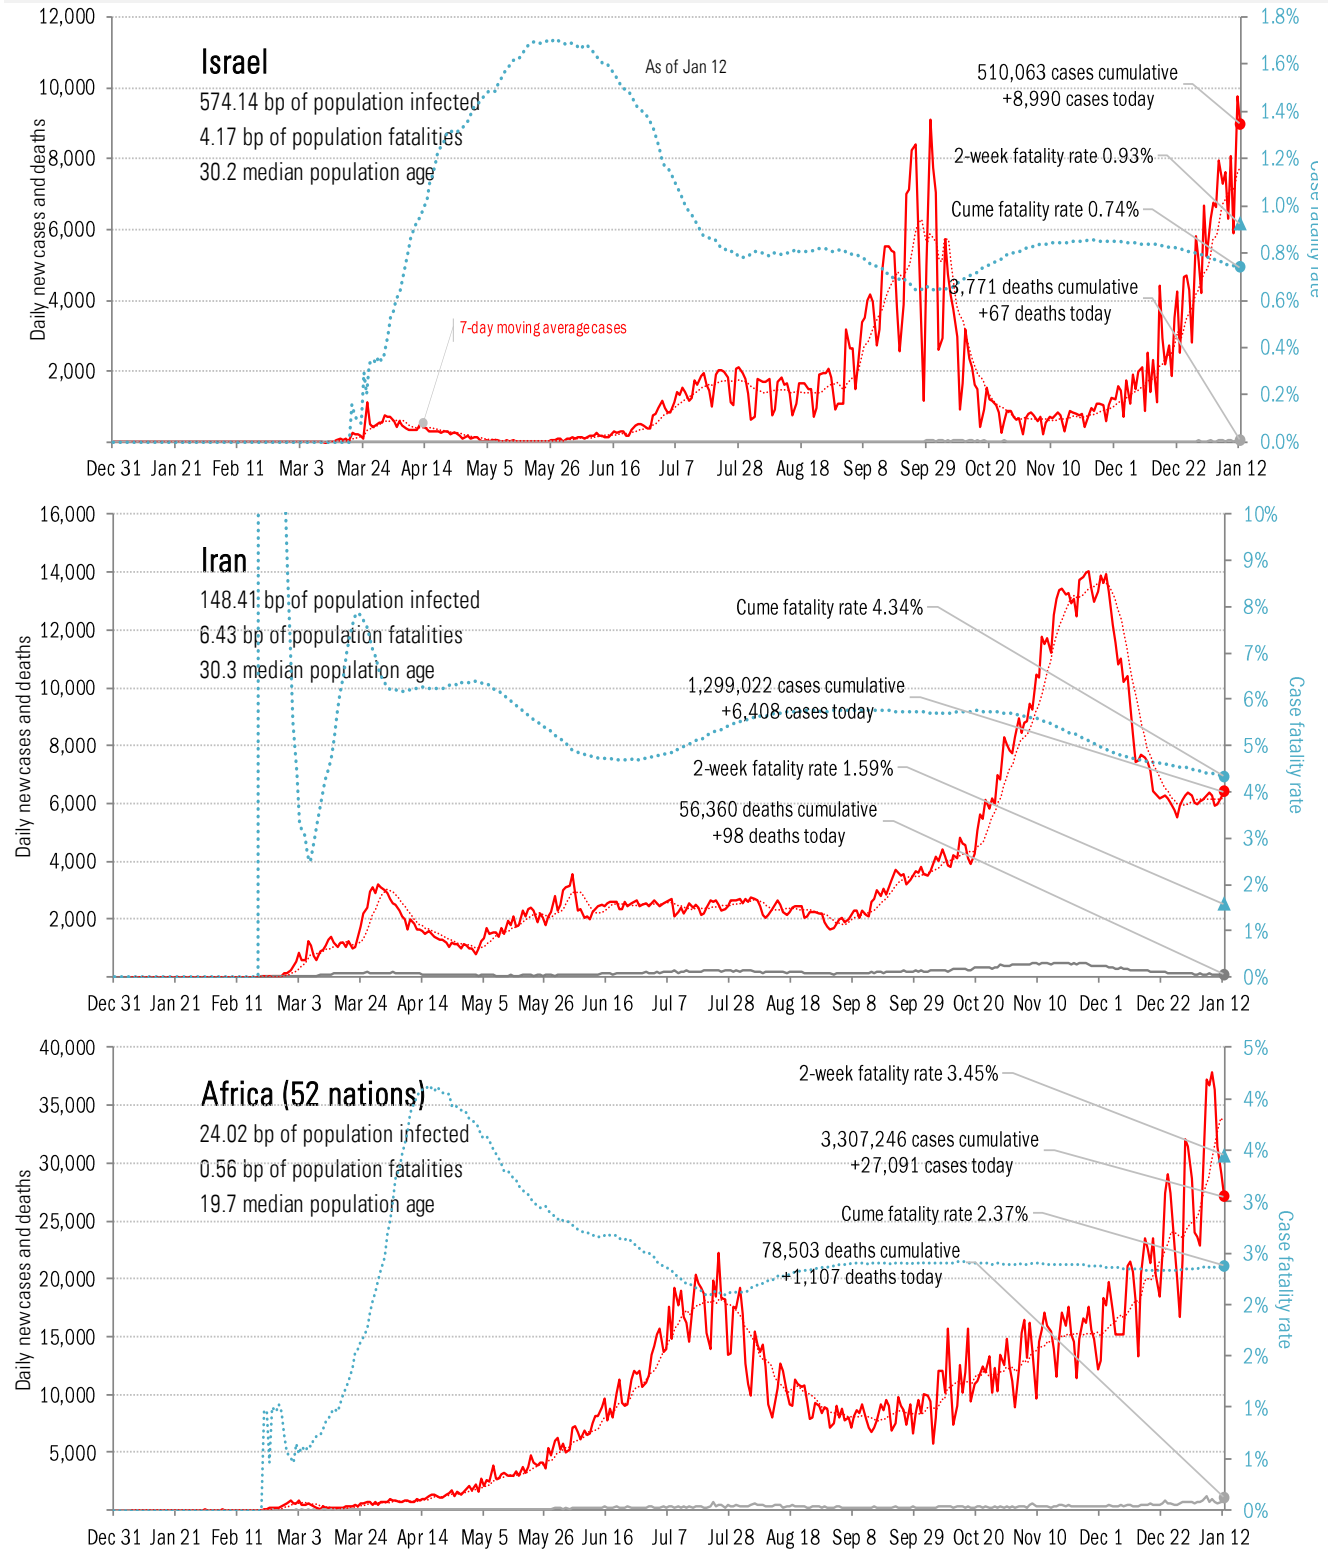 12,000
10,000
8,000
6,000
4,000
2,000
Daily new cases and deaths
Israel
574.14 bp of population infected
4.17 bp of population fatalities
30.2 median population age
As of Jan 12
7-day moving average cases
510,063 cases cumulative
+8,990 cases today
2-week fatality rate 0.93%
Cume fatality rate 0.74%
3,771 deaths cumulative
+67 deaths today
1.8%
1.6%
1.4%
1.2%
1.0%
0.8%
0.6%
0.4%
0.2%
0.0%
Case fatality rate
Dec 31 Jan 21 Feb 11 Mar 3 Mar 24 Apr 14 May 5 May 26 Jun 16 Jul 7 Jul 28 Aug 18 Sep 8 Sep 29 Oct 20 Nov 10 Dec 1 Dec 22 Jan 12
16,000
14,000
12,000
10,000
8,000
6,000
4,000
2,000
Daily new cases and deaths
Iran
148.41 bp of population infected
6.43 bp of population fatalities
30.3 median population age
Cume fatality rate 4.34%
1,299,022 cases cumulative
+6,408 cases today
2-week fatality rate 1.59%
56,360 deaths cumulative
+98 deaths today
10%
9%
8%
7%
6%
5%
4%
3%
2%
1%
0%
Case fatality rate
Dec 31 Jan 21 Feb 11 Mar 3 Mar 24 Apr 14 May 5 May 26 Jun 16 Jul 7 Jul 28 Aug 18 Sep 8 Sep 29 Oct 20 Nov 10 Dec 1 Dec 22 Jan 12
40,000
35,000
30,000
25,000
20,000
15,000
10,000
5,000
Daily new cases and deaths
Africa (52 nations)
24.02 bp of population infected
0.56 bp of population fatalities
19.7 median population age
2-week fatality rate 3.45%
3,307,246 cases cumulative
+27,091 cases today
Cume fatality rate 2.37%
78,503 deaths cumulative
+1,107 deaths today
5%
4%
4%
3%
3%
2%
2%
1%
1%
0%
Case fatality rate
Dec 31 Jan 21 Feb 11 Mar 3 Mar 24 Apr 14 May 5 May 26 Jun 16 Jul 7 Jul 28 Aug 18 Sep 8 Sep 29 Oct 20 Nov 10 Dec 1 Dec 22 Jan 12